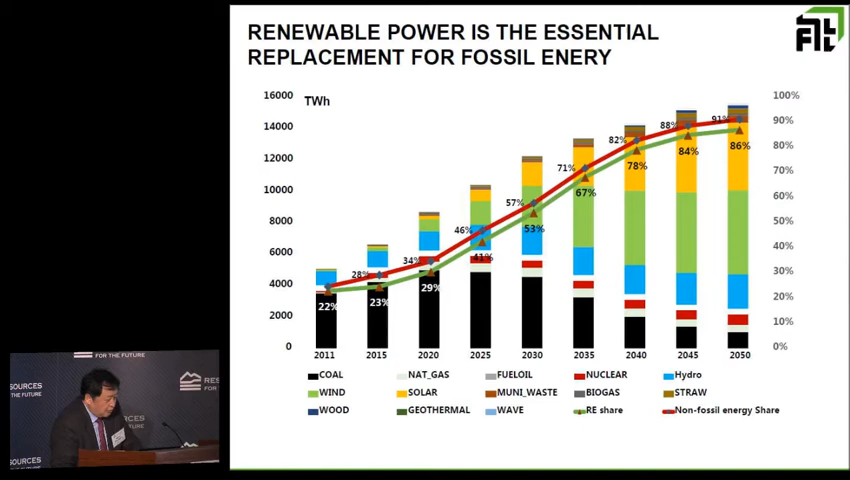 RENEWABLE POWER IS THE ESSENTIAL
REPLACEMENT FOR FOSSIL ENERY
TWh
16000
14000
12000
10000
8000
6000
4000
2000
0
100%
90%
80%
70%
60%
50%
40%
30%
20%
10%
0%
28%
34%
46%
57%
71%
82%
88%
91%
22%
23%
29%
41%
53%
67%
78%
84%
86%
2011 2015 2020 2025 2030 2035 2040 2045 2050
COAL NAT_GAS FUELOIL NUCLEAR Hydro
WIND SOLAR MUNI_WASTE BIOGAS STRAW
WOOD GEOTHERMAL WAVE RE share Non-fossil energy Share
FOR THE FUTURE
SOURCES
THE FUTURE
RES
FOR T
OURCES